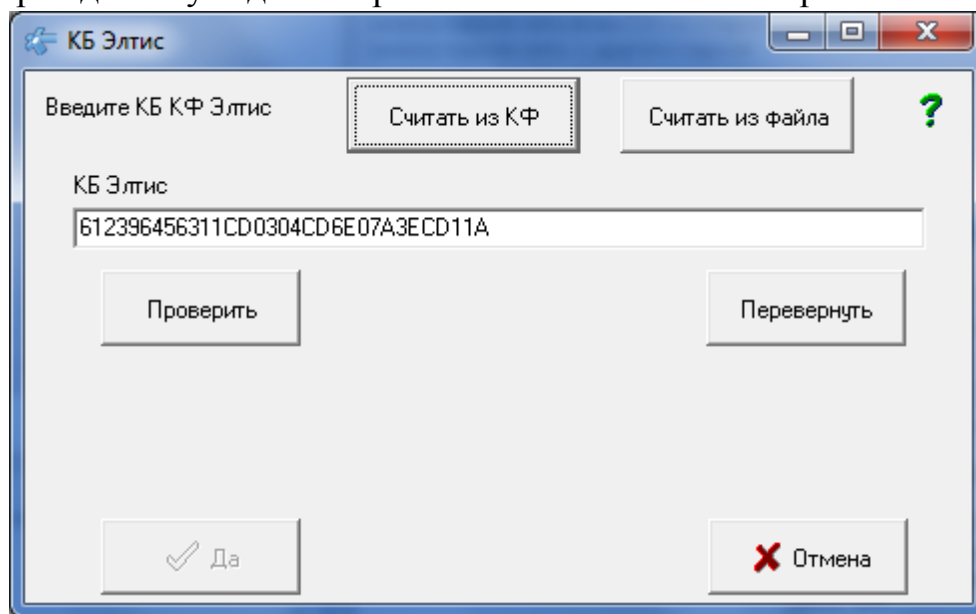 КБ Элтис
Введите КБ КФ Элтис
Считать из КФ
Считать из файла
?
КБ Элтис
612396456311CD0304CD6E07A3ECD11A
Проверить
Перевернуть
Да
Отмена